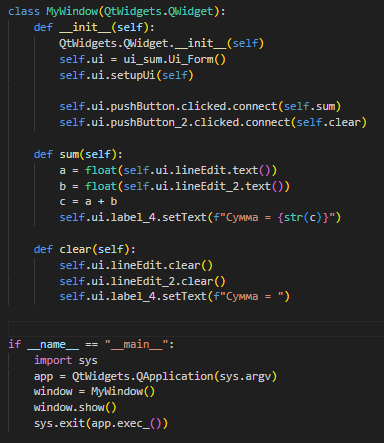 class MyWindow(QtWidgets.QWidget):
    def __init__(self):
        QtWidgets.QWidget.__init__(self)
        self.ui = ui_sum.Ui_Form()
        self.ui.setupUi(self)

        self.ui.pushButton.clicked.connect(self.sum)
        self.ui.pushButton_2.clicked.connect(self.clear)

    def sum(self):
        a = float(self.ui.lineEdit.text())
        b = float(self.ui.lineEdit_2.text())
        c = a + b
        self.ui.label_4.setText(f"Сумма = {str(c)}")

    def clear(self):
        self.ui.lineEdit.clear()
        self.ui.lineEdit_2.clear()
        self.ui.label_4.setText(f"Сумма = ")


if __name__ == "__main__":
    import sys
    app = QtWidgets.QApplication(sys.argv)
    window = MyWindow()
    window.show()
    sys.exit(app.exec_())